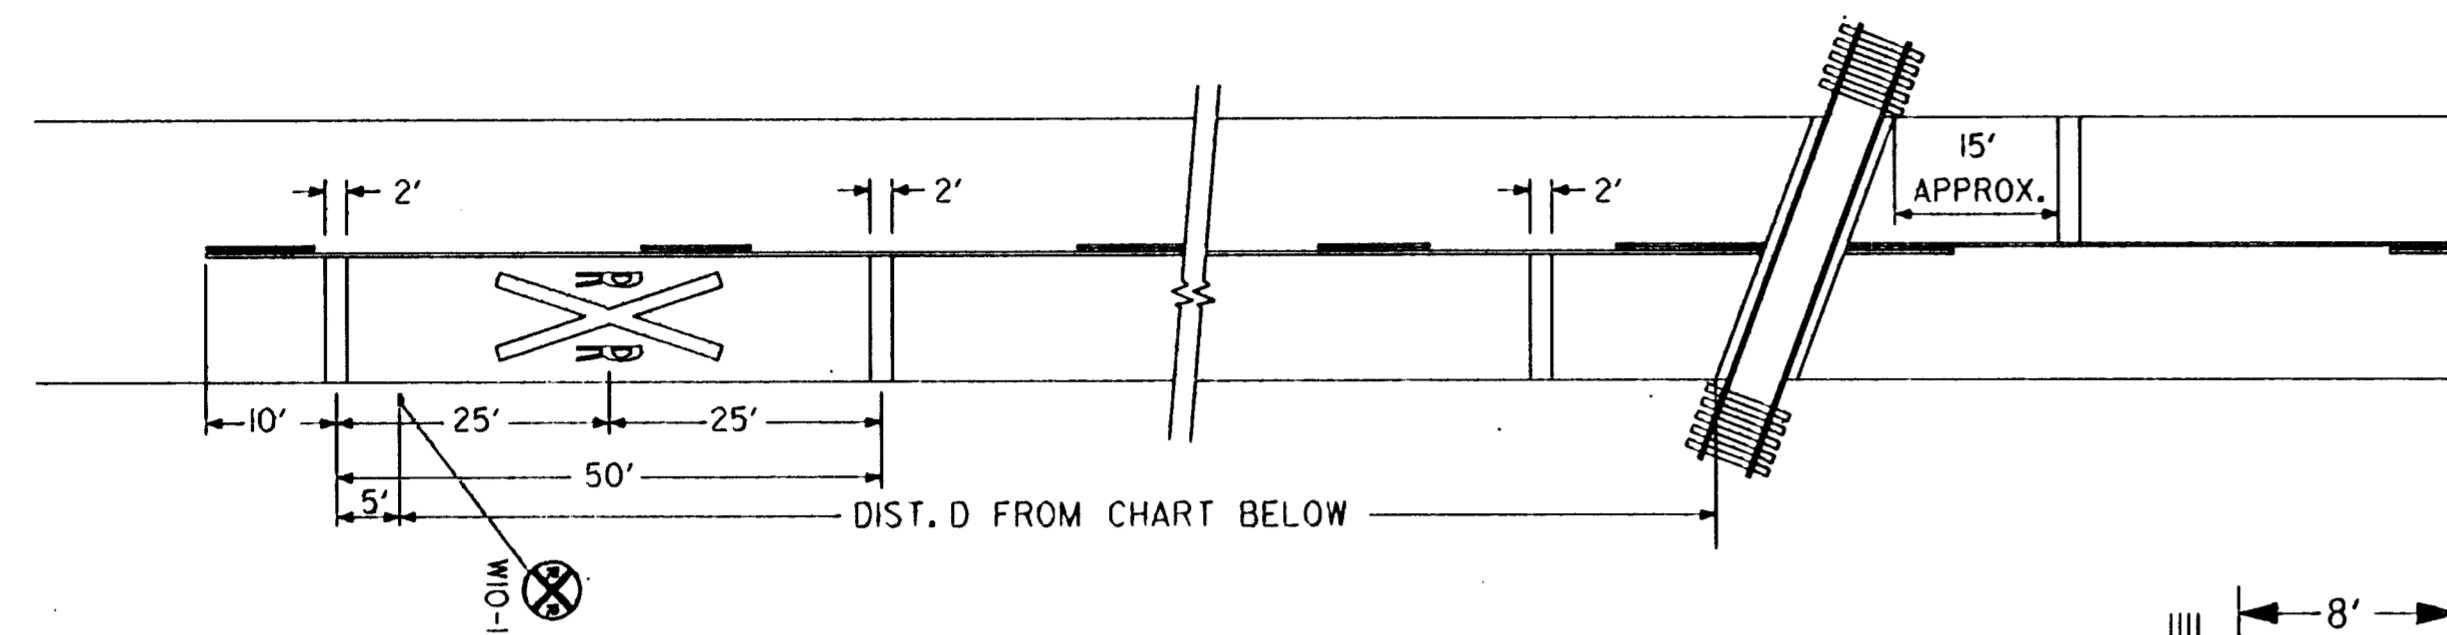 15'
2'
2'
2'
APPROX.
R R
R R
10'
25'
25'
50'
5'
DIST. D FROM CHART BELOW
W10-1
R R
8'